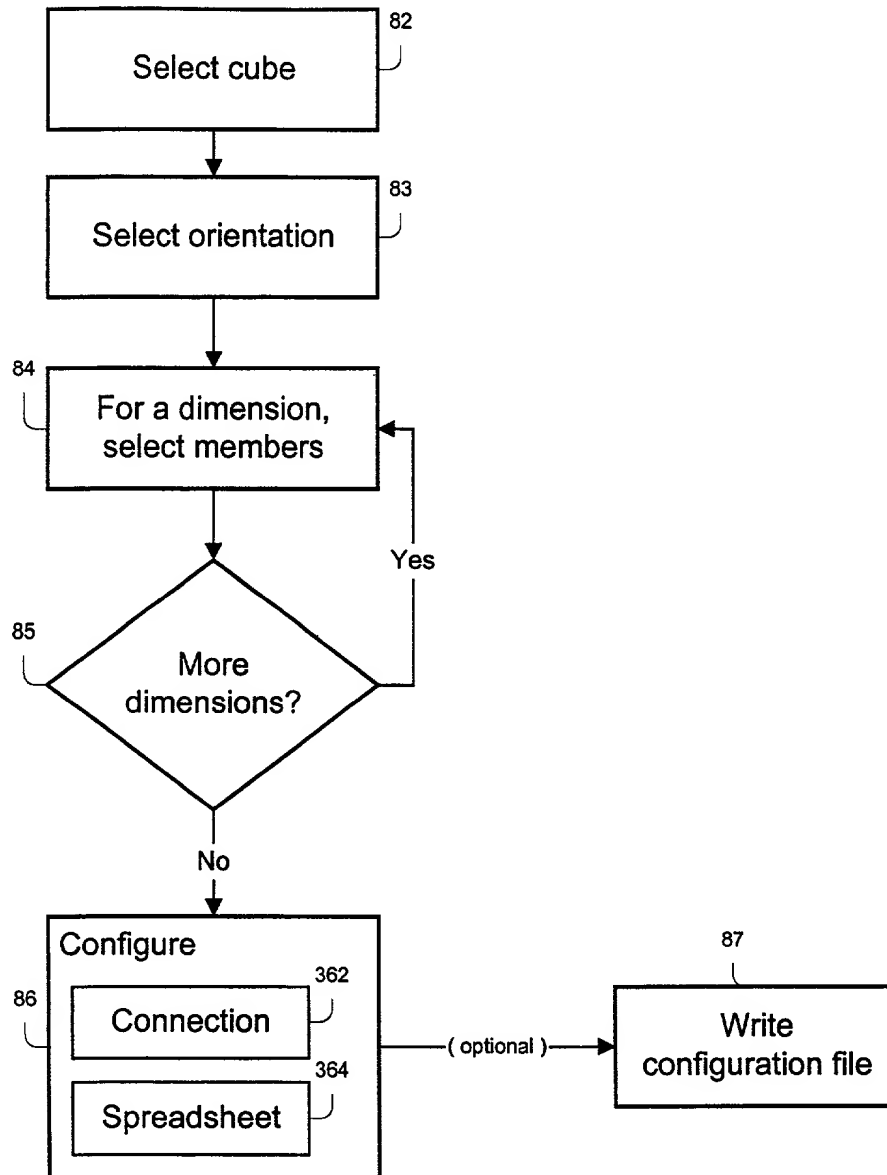 82
Select cube
83
Select orientation
84
For a dimension,
select members
Yes
85
More
dimensions?
No
Configure
86
362
Connection
364
Spreadsheet
( optional )
87
Write
configuration file